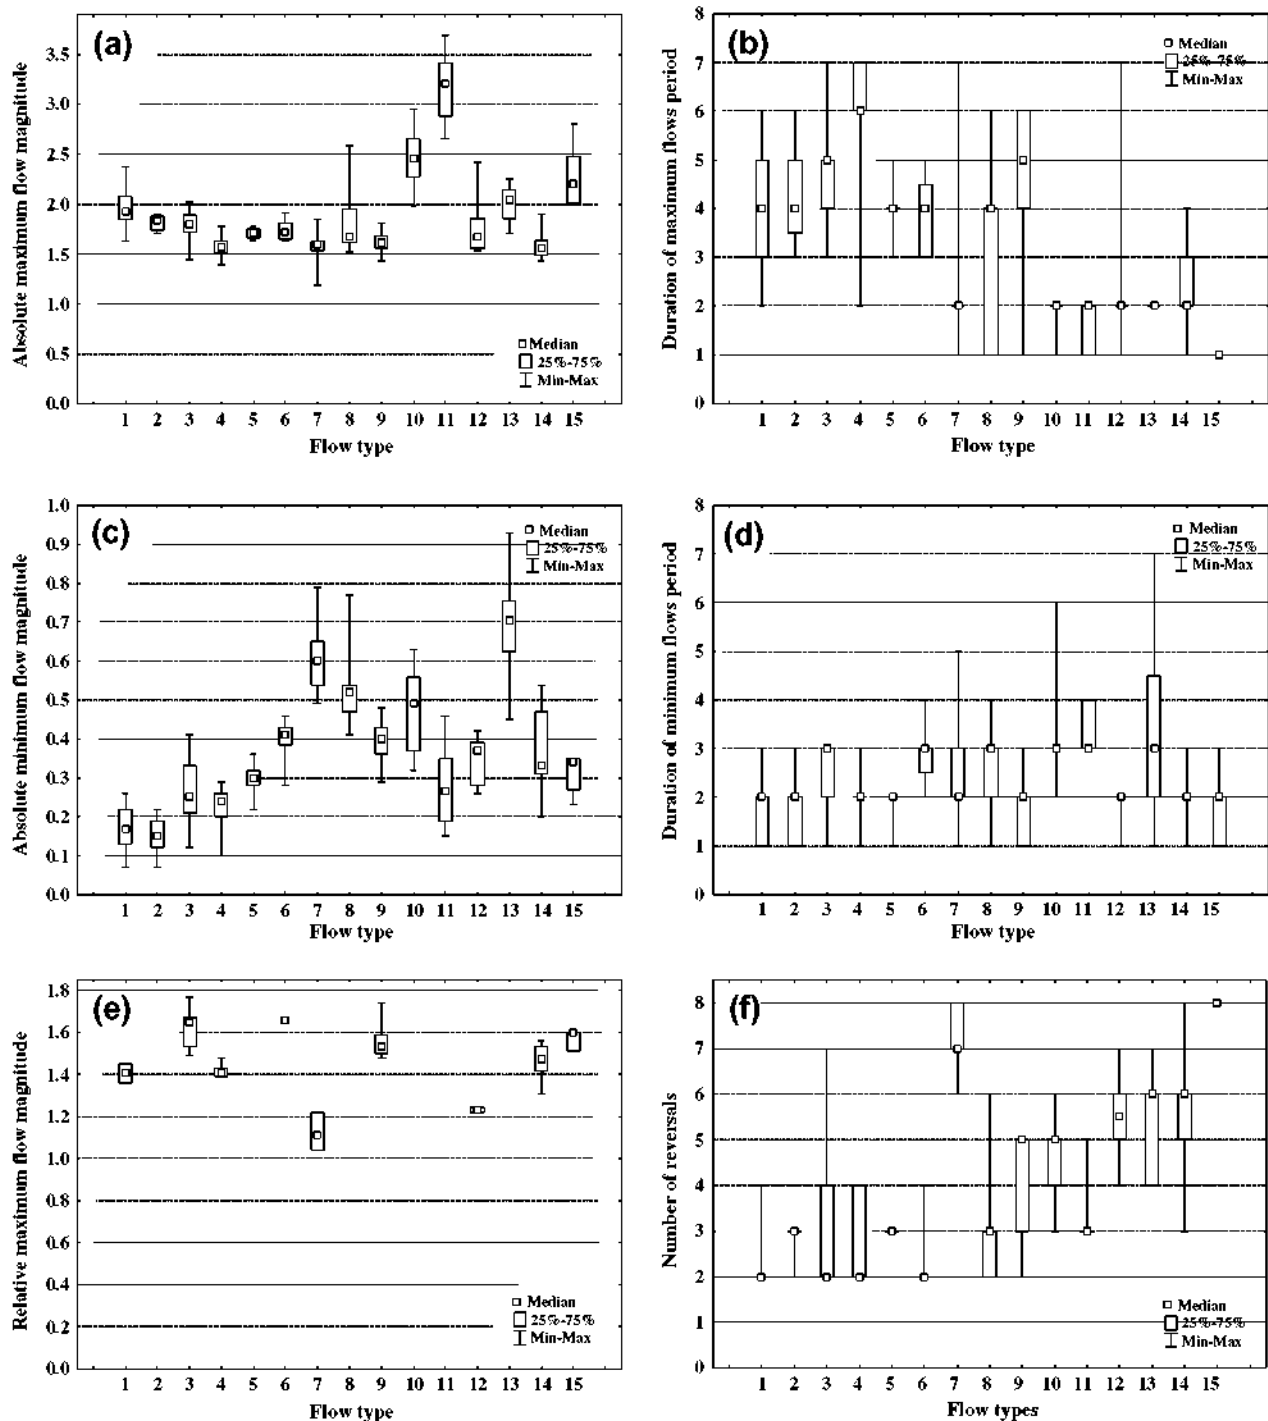 (a)
Absolute maximum flow magnitude
3.5
3.0
2.5
2.0
1.5
1.0
0.5
0.0
Median
25%-75%
Min-Max
1 2 3 4 5 6 7 8 9 10 11 12 13 14 15
Flow type
(b)
Duration of maximum flows period
8
7
6
5
4
3
2
1
0
Median
25%-75%
Min-Max
1 2 3 4 5 6 7 8 9 10 11 12 13 14 15
Flow type
(c)
Absolute minimum flow magnitude
1.0
0.9
0.8
0.7
0.6
0.5
0.4
0.3
0.2
0.1
0.0
Median
25%-75%
Min-Max
1 2 3 4 5 6 7 8 9 10 11 12 13 14 15
Flow type
(d)
Duration of minimum flows period
8
7
6
5
4
3
2
1
0
Median
25%-75%
Min-Max
1 2 3 4 5 6 7 8 9 10 11 12 13 14 15
Flow type
(e)
Relative maximum flow magnitude
1.8
1.6
1.4
1.2
1.0
0.8
0.6
0.4
0.2
0.0
Median
25%-75%
Min-Max
1 2 3 4 5 6 7 8 9 10 11 12 13 14 15
Flow type
(f)
Number of reversals
8
7
6
5
4
3
2
1
0
Median
25%-75%
Min-Max
1 2 3 4 5 6 7 8 9 10 11 12 13 14 15
Flow types